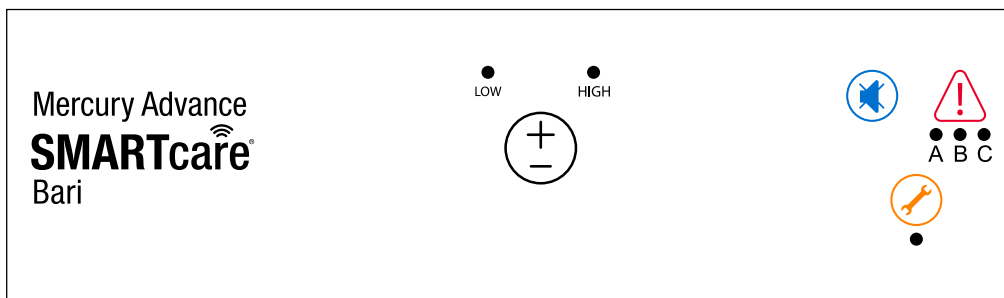 Mercury Advance
SMARTcare®
Bari
LOW HIGH
+
−
!
A B C